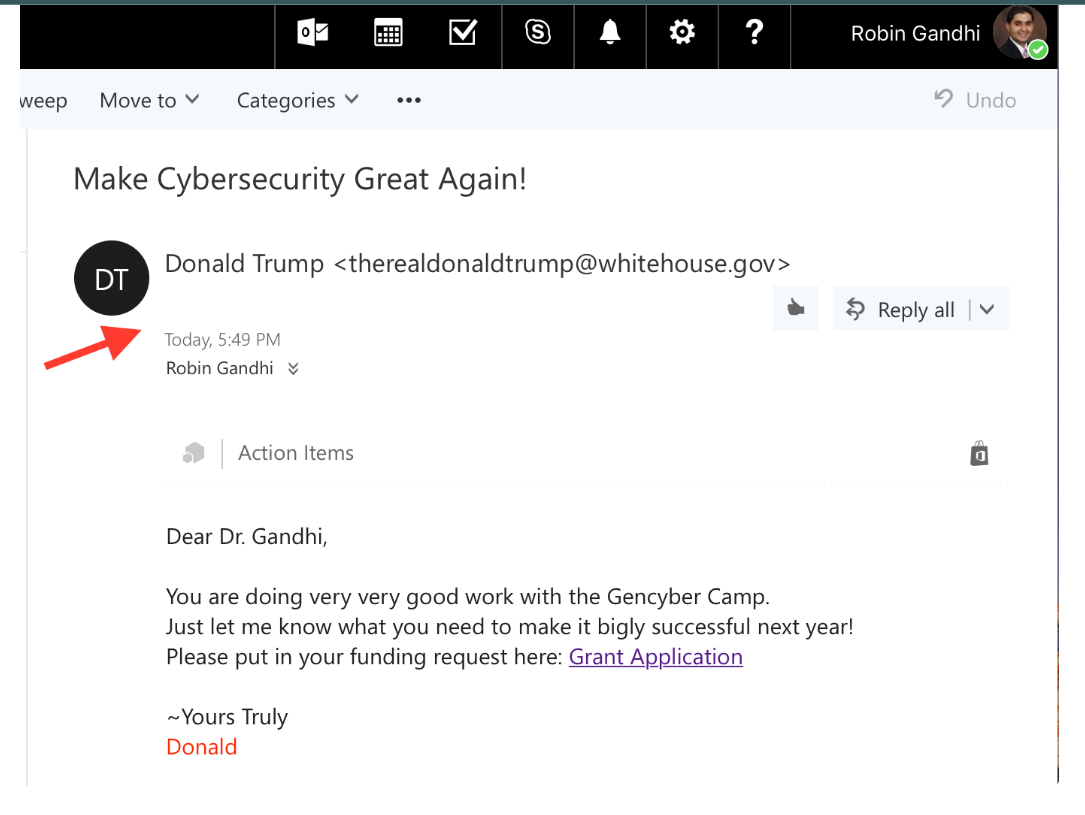 Robin Gandhi
weep Move to Categories ••• Undo
Make Cybersecurity Great Again!
DT
Donald Trump <therealdonaldtrump@whitehouse.gov>
Reply all
Today, 5:49 PM
Robin Gandhi
Action Items
Dear Dr. Gandhi,
You are doing very very good work with the Gencyber Camp.
Just let me know what you need to make it bigly successful next year!
Please put in your funding request here: Grant Application
~Yours Truly
Donald